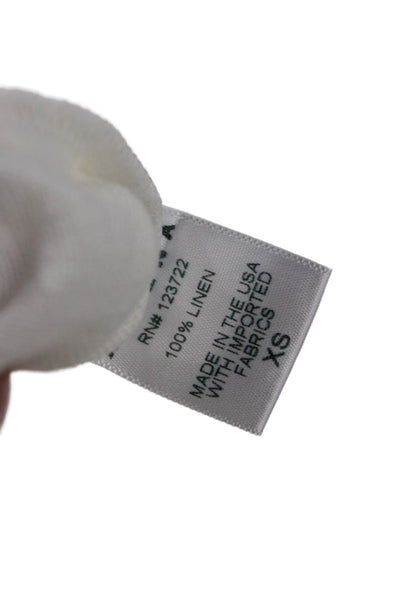 RN# 123722
100% LINEN
MADE IN THE USA
WITH IMPORTED
FABRICS
XS